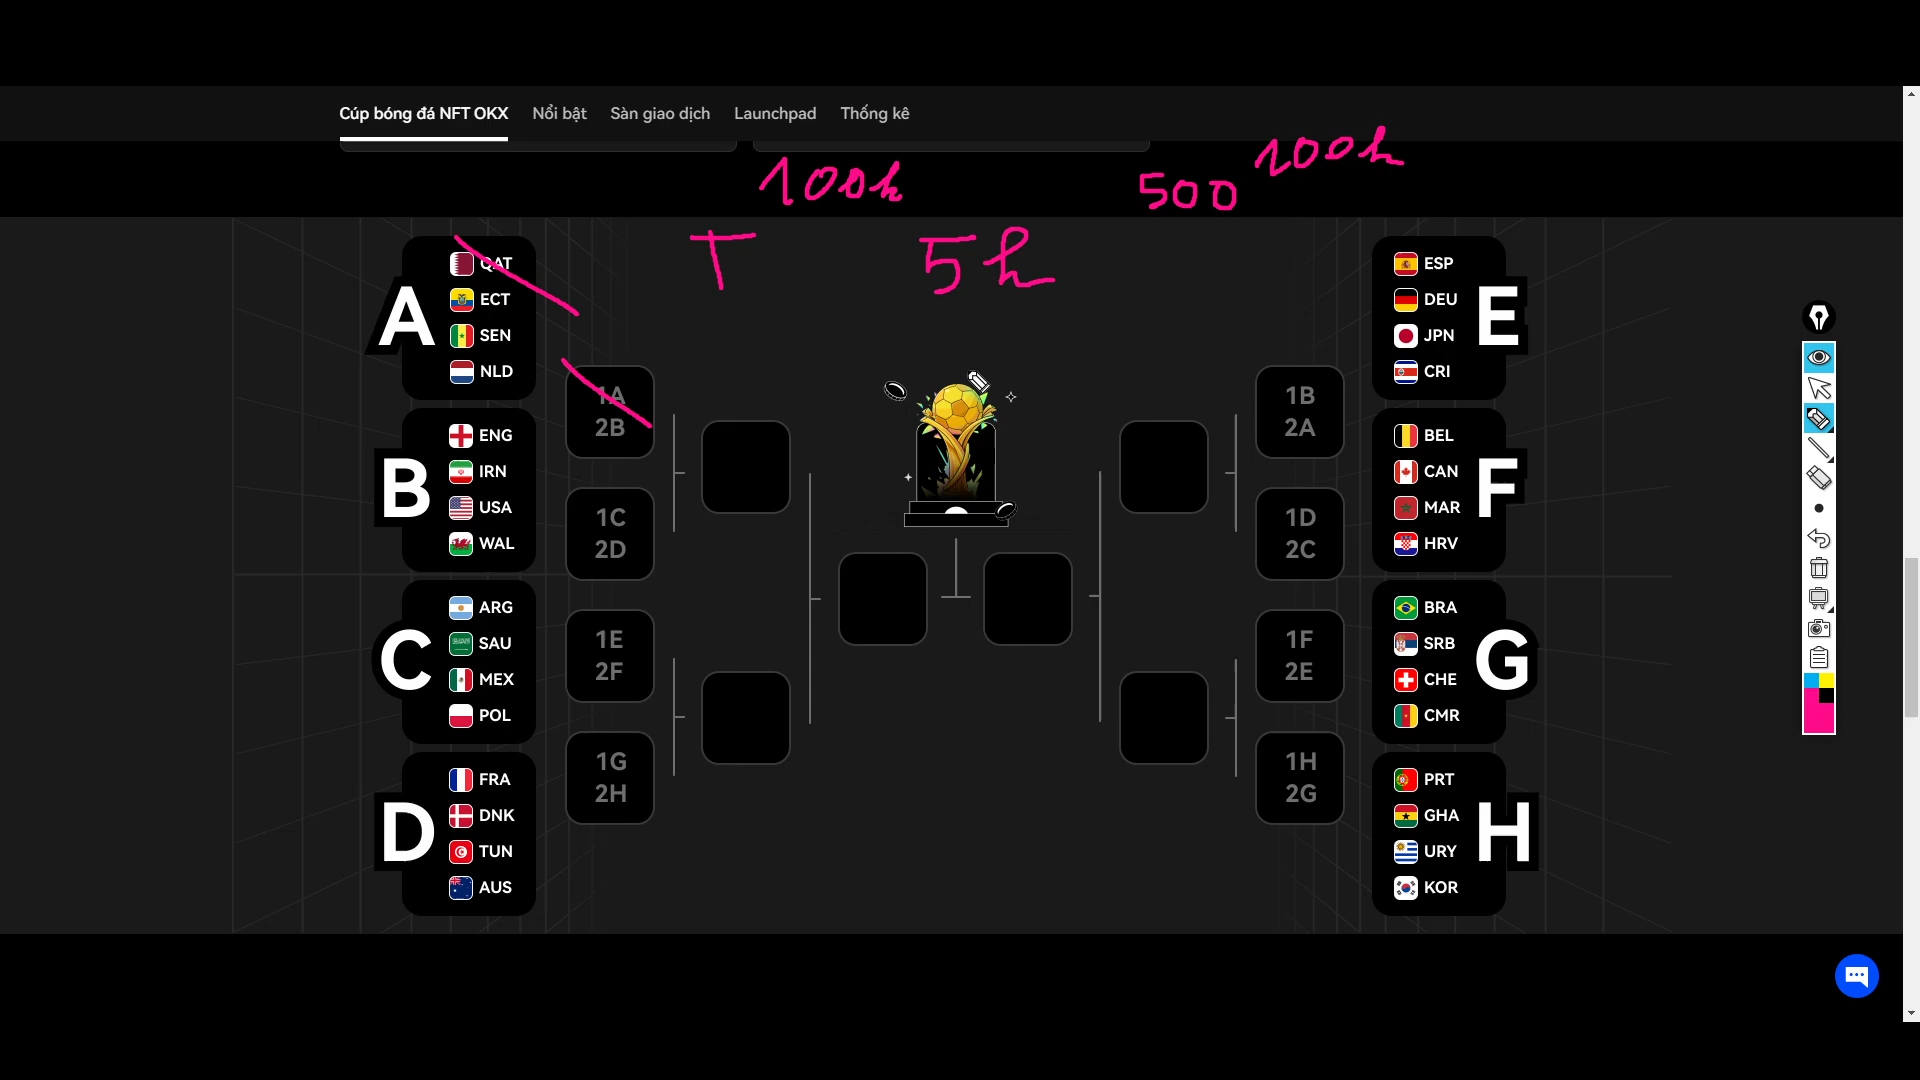 Cúp bóng đá NFT OKX Nổi bật Sàn giao dịch Launchpad Thống kê
100k 500 100k
T 5k
A
QAT
ECT
SEN
NLD
B
ENG
IRN
USA
WAL
C
ARG
SAU
MEX
POL
D
FRA
DNK
TUN
AUS
1A
2B
1C
2D
1E
2F
1G
2H
1B
2A
1D
2C
1F
2E
1H
2G
ESP
DEU
JPN
CRI
E
BEL
CAN
MAR
HRV
F
BRA
SRB
CHE
CMR
G
PRT
GHA
URY
KOR
H